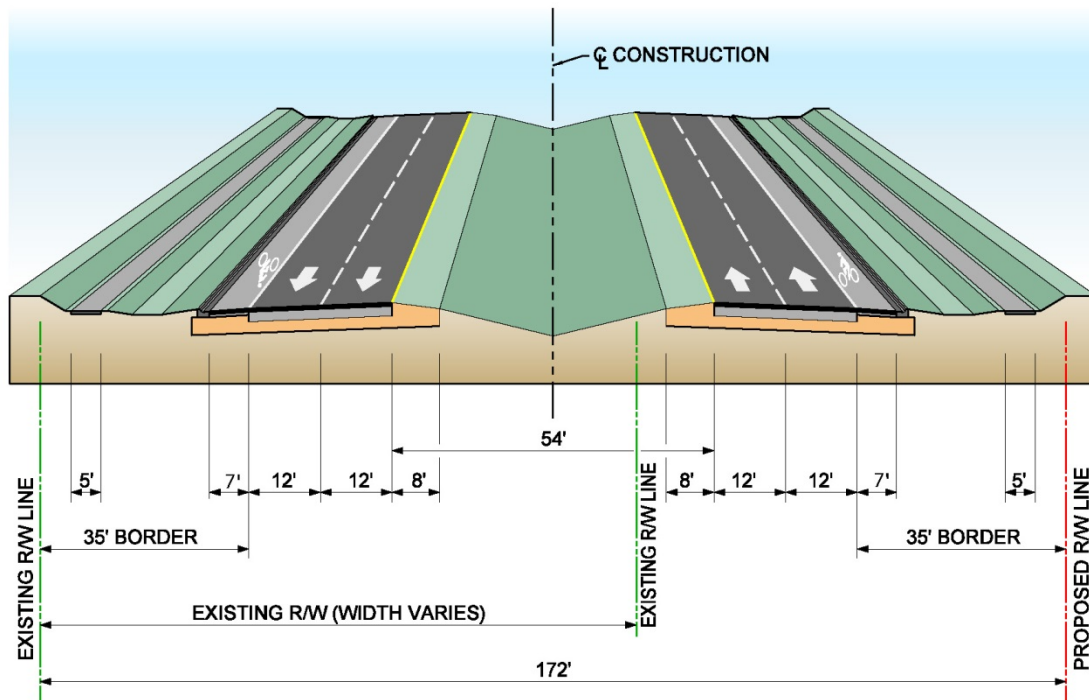 ℄ CONSTRUCTION
54'
5'
7'
12'
12'
8'
8'
12'
12'
7'
5'
35' BORDER
35' BORDER
EXISTING R/W LINE
EXISTING R/W LINE
PROPOSED R/W LINE
EXISTING R/W (WIDTH VARIES)
172'